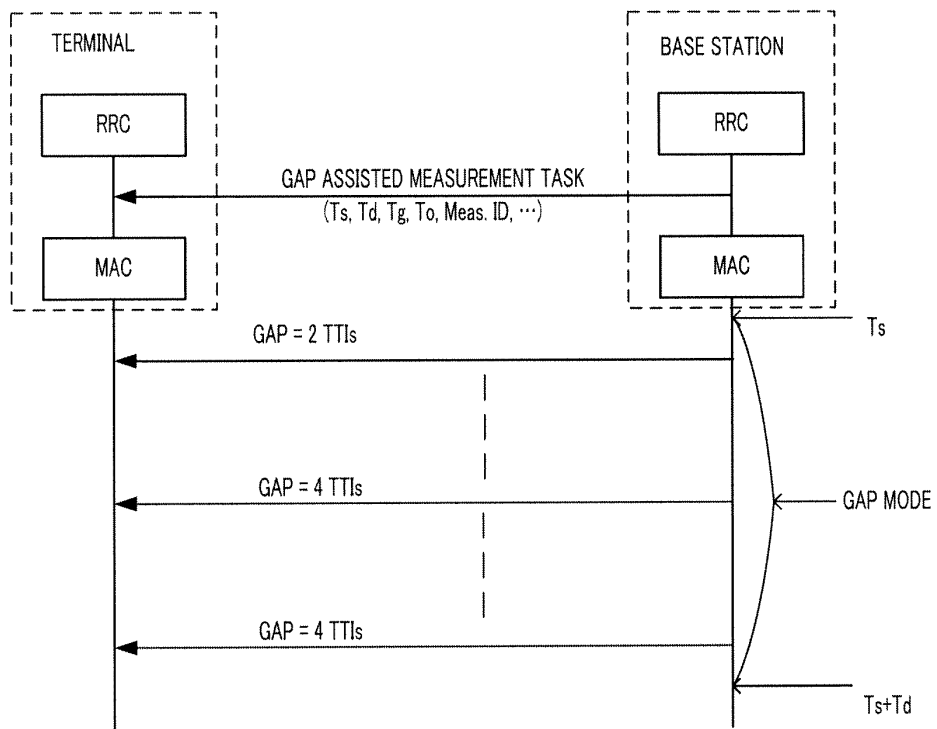 TERMINAL
BASE STATION
RRC
RRC
GAP ASSISTED MEASUREMENT TASK
(Ts, Td, Tg, To, Meas. ID, ⋯)
MAC
MAC
Ts
GAP = 2 TTIs
GAP = 4 TTIs
GAP MODE
GAP = 4 TTIs
Ts+Td